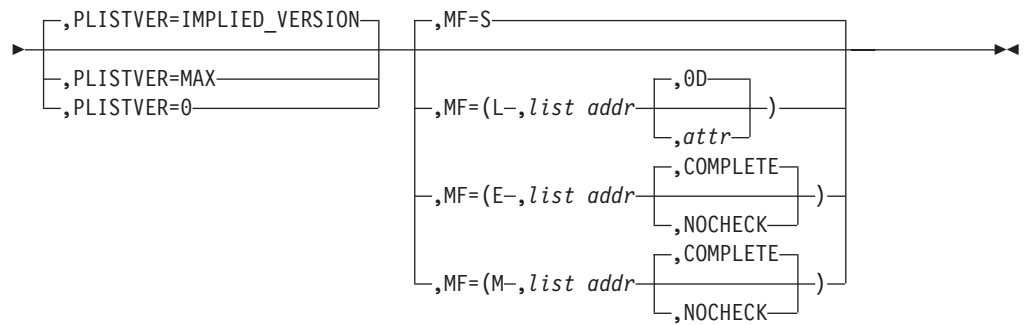 ,PLISTVER=IMPLIED_VERSION ,MF=S
,PLISTVER=MAX ,0D
,PLISTVER=0 ,MF=(L ,list addr )
,attr
,COMPLETE
,MF=(E ,list addr )
,NOCHECK
,COMPLETE
,MF=(M ,list addr )
,NOCHECK